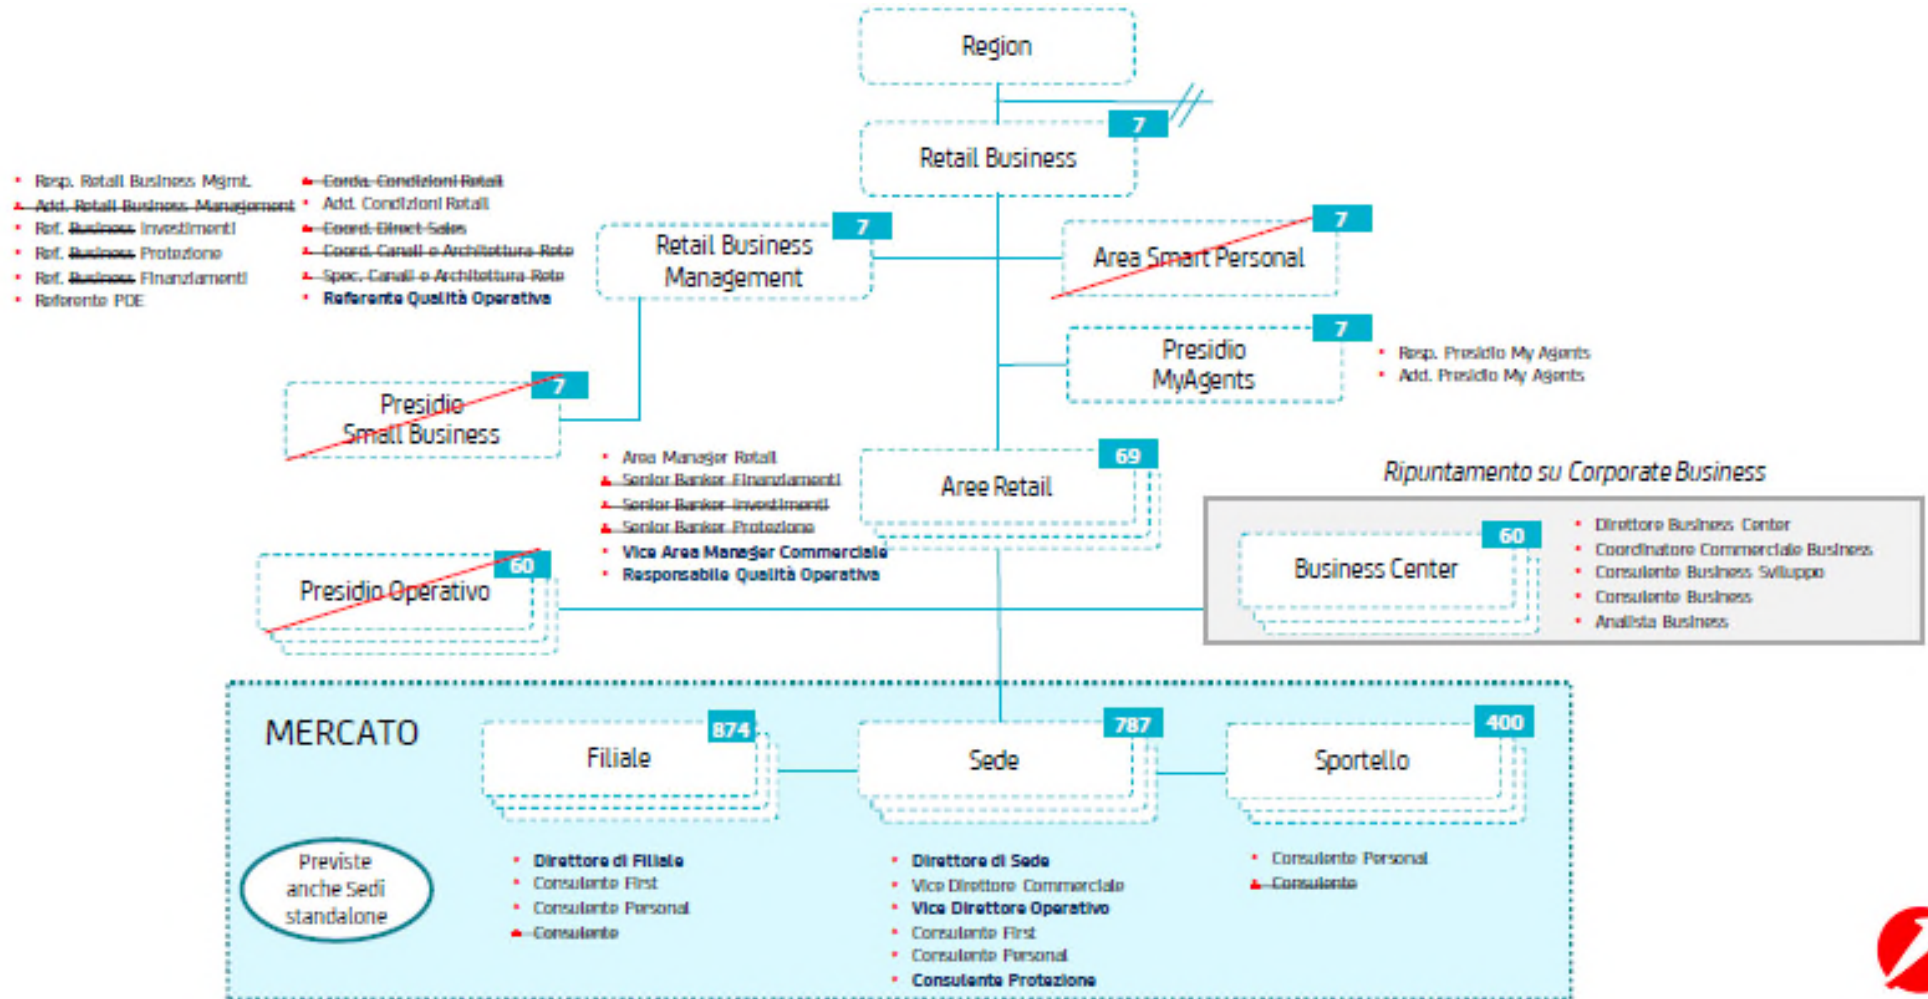 Region
7
Retail Business
Resp. Retail Business Mgmt.
Add. Retail Business Management
Ref. Business Investimenti
Ref. Business Protezione
Ref. Business Finanziamenti
Referente POE
Corda. Condizioni Retail
Add. Condizioni Retail
Coord. Direct Sales
Coord. Canali e Architettura Rete
Spec. Canali e Architettura Rete
Referente Qualità Operativa
7
Retail Business
Management
7
Area Smart Personal
7
Presidio
MyAgents
Resp. Presidio My Agents
Add. Presidio My Agents
7
Presidio
Small Business
Area Manager Retail
Senior Banker Finanziamenti
Senior Banker Investimenti
Senior Banker Protezione
Vice Area Manager Commerciale
Responsabile Qualità Operativa
69
Aree Retail
Ripuntamento su Corporate Business
60
Business Center
Direttore Business Center
Coordinatore Commerciale Business
Consulente Business Sviluppo
Consulente Business
Analista Business
60
Presidio Operativo
MERCATO
874
Filiale
787
Sede
400
Sportello
Previste
anche Sedi
standalone
Direttore di Filiale
Consulente First
Consulente Personal
Consulente
Direttore di Sede
Vice Direttore Commerciale
Vice Direttore Operativo
Consulente First
Consulente Personal
Consulente Protezione
Consulente Personal
Consulente